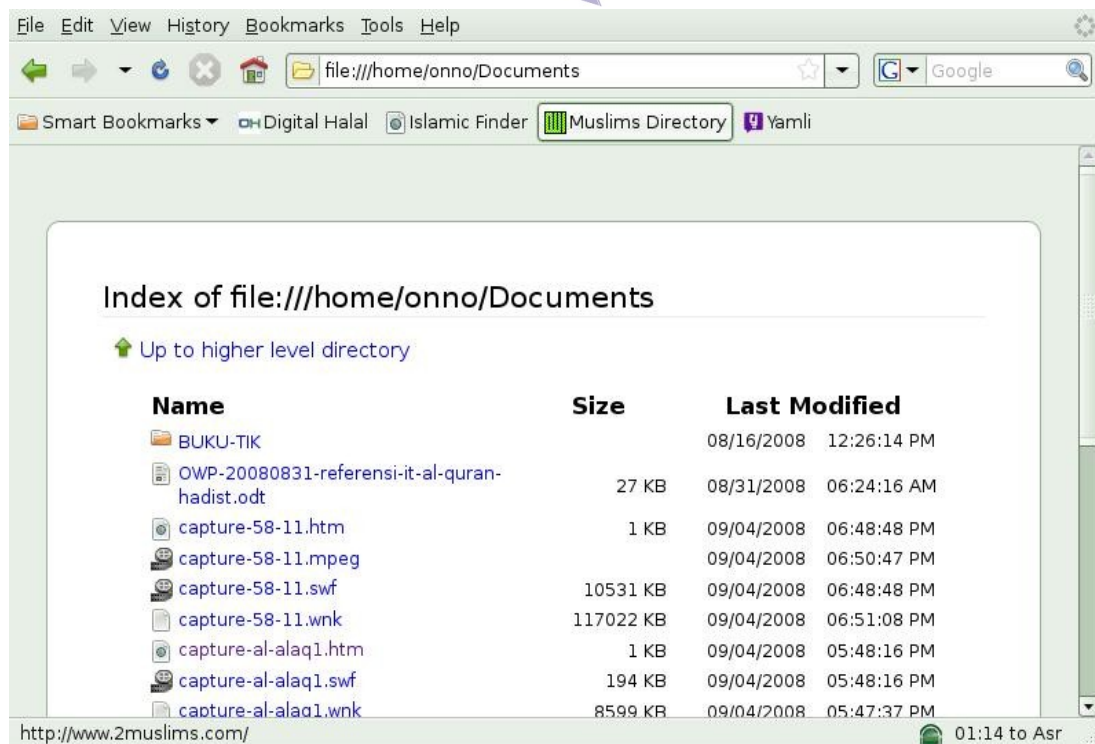 File Edit View History Bookmarks Tools Help
file:///home/onno/Documents G Google
Smart Bookmarks DH Digital Halal Islamic Finder Muslims Directory Yamli
Index of file:///home/onno/Documents
Up to higher level directory
Name Size Last Modified
BUKU-TIK 08/16/2008 12:26:14 PM
OWP-20080831-referensi-it-al-quran-
hadist.odt 27 KB 08/31/2008 06:24:16 AM
capture-58-11.htm 1 KB 09/04/2008 06:48:48 PM
capture-58-11.mpeg 09/04/2008 06:50:47 PM
capture-58-11.swf 10531 KB 09/04/2008 06:48:48 PM
capture-58-11.wnk 117022 KB 09/04/2008 06:51:08 PM
capture-al-alaq1.htm 1 KB 09/04/2008 05:48:16 PM
capture-al-alaq1.swf 194 KB 09/04/2008 05:48:16 PM
capture-al-alaq1.wnk 8599 KB 09/04/2008 05:47:37 PM
http://www.2muslims.com/ 01:14 to Asr